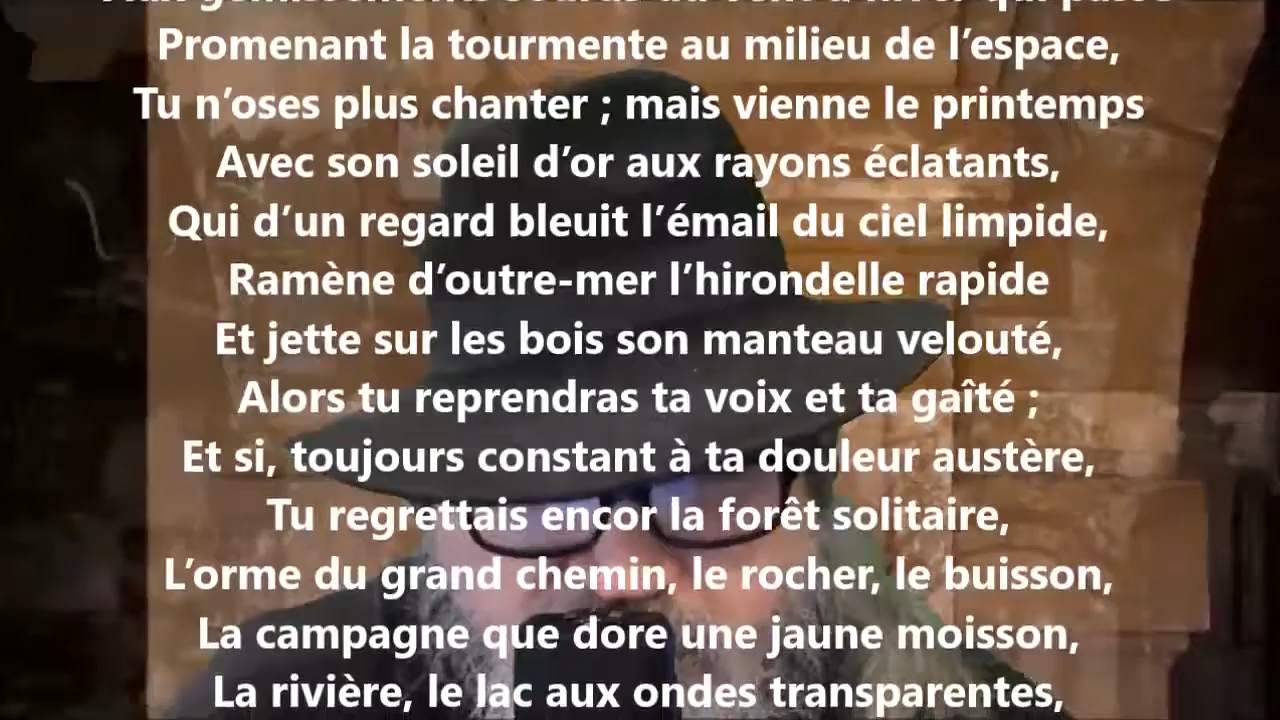 Promenant la tourmente au milieu de l’espace,
Tu n’oses plus chanter ; mais vienne le printemps
Avec son soleil d’or aux rayons éclatants,
Qui d’un regard bleuit l’émail du ciel limpide,
Ramène d’outre-mer l’hirondelle rapide
Et jette sur les bois son manteau velouté,
Alors tu reprendras ta voix et ta gaîté ;
Et si, toujours constant à ta douleur austère,
Tu regrettais encor la forêt solitaire,
L’orme du grand chemin, le rocher, le buisson,
La campagne que dore une jaune moisson,
La rivière, le lac aux ondes transparentes,